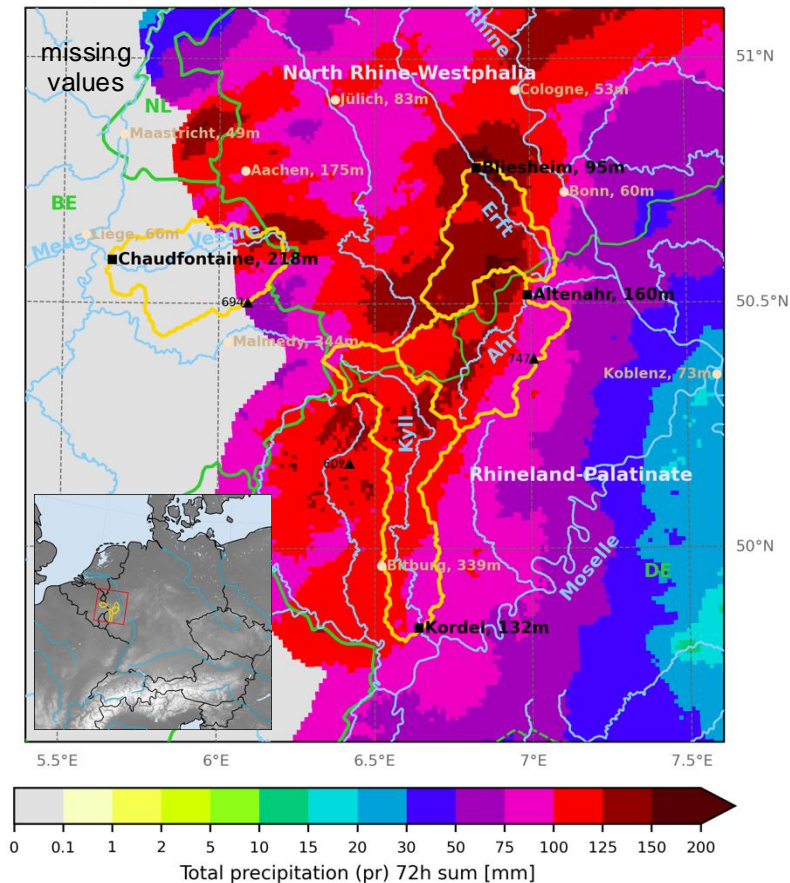 51°N
missing
values
North Rhine-Westphalia
Rhine
Cologne, 53m
Jülich, 83m
NL
Maastricht, 49m
Aachen, 175m
Bliesheim, 95m
Bonn, 60m
BE
Erft
Meus
Liege, 66m
Vesdre
Chaudfontaine, 218m
694
Altenahr, 160m
50.5°N
Malmedy, 344m
Ahr
747
Koblenz, 73m
Kyll
602
Rhineland-Palatinate
Moselle
DE
50°N
Bitburg, 339m
Kordel, 132m
5.5°E 6°E 6.5°E 7°E 7.5°E
0 0.1 1 2 5 10 15 20 30 50 75 100 125 150 200
Total precipitation (pr) 72h sum [mm]